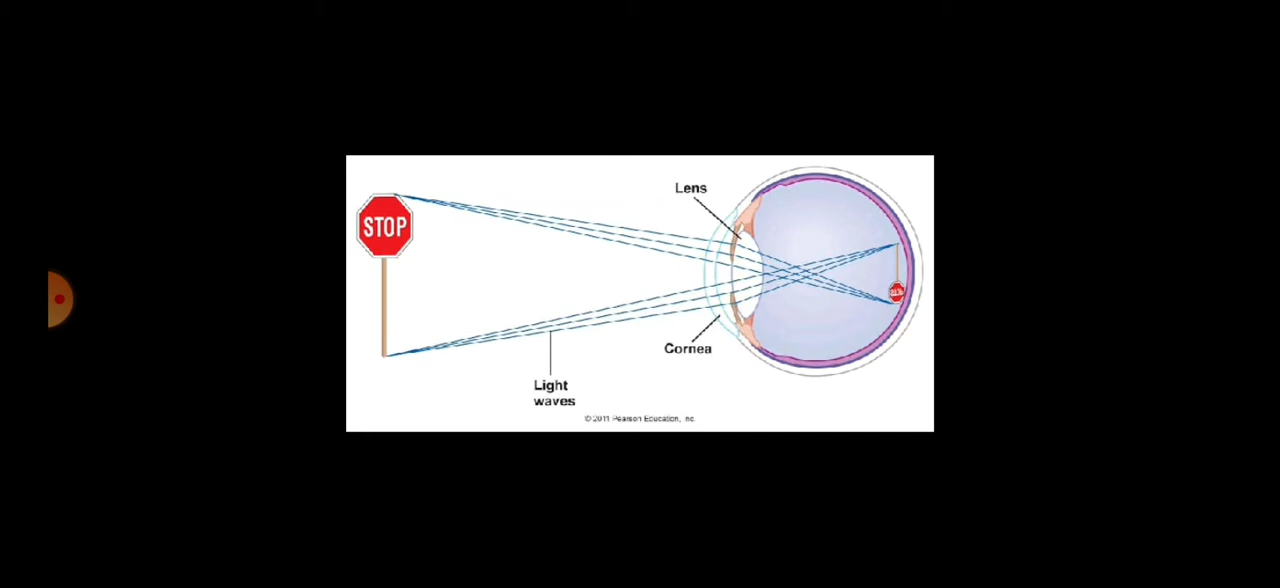 STOP
Lens
Cornea
Light
waves
© 2011 Pearson Education, Inc.